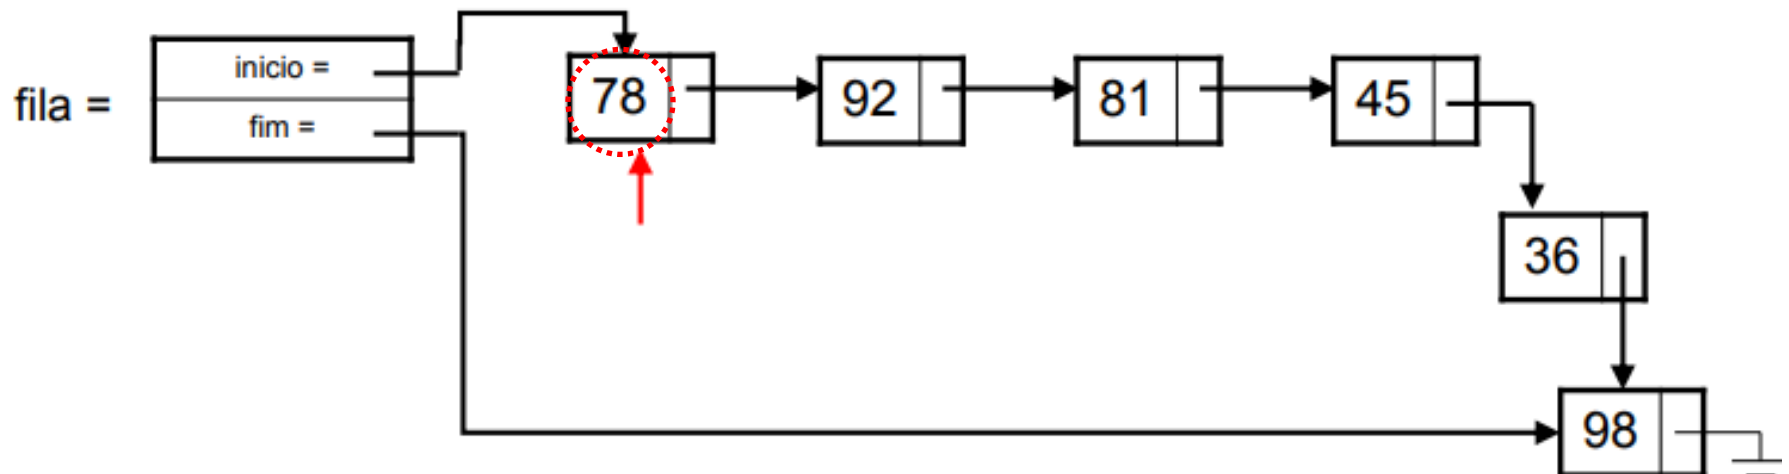 fila =
inicio =
fim =
78
92
81
45
36
98